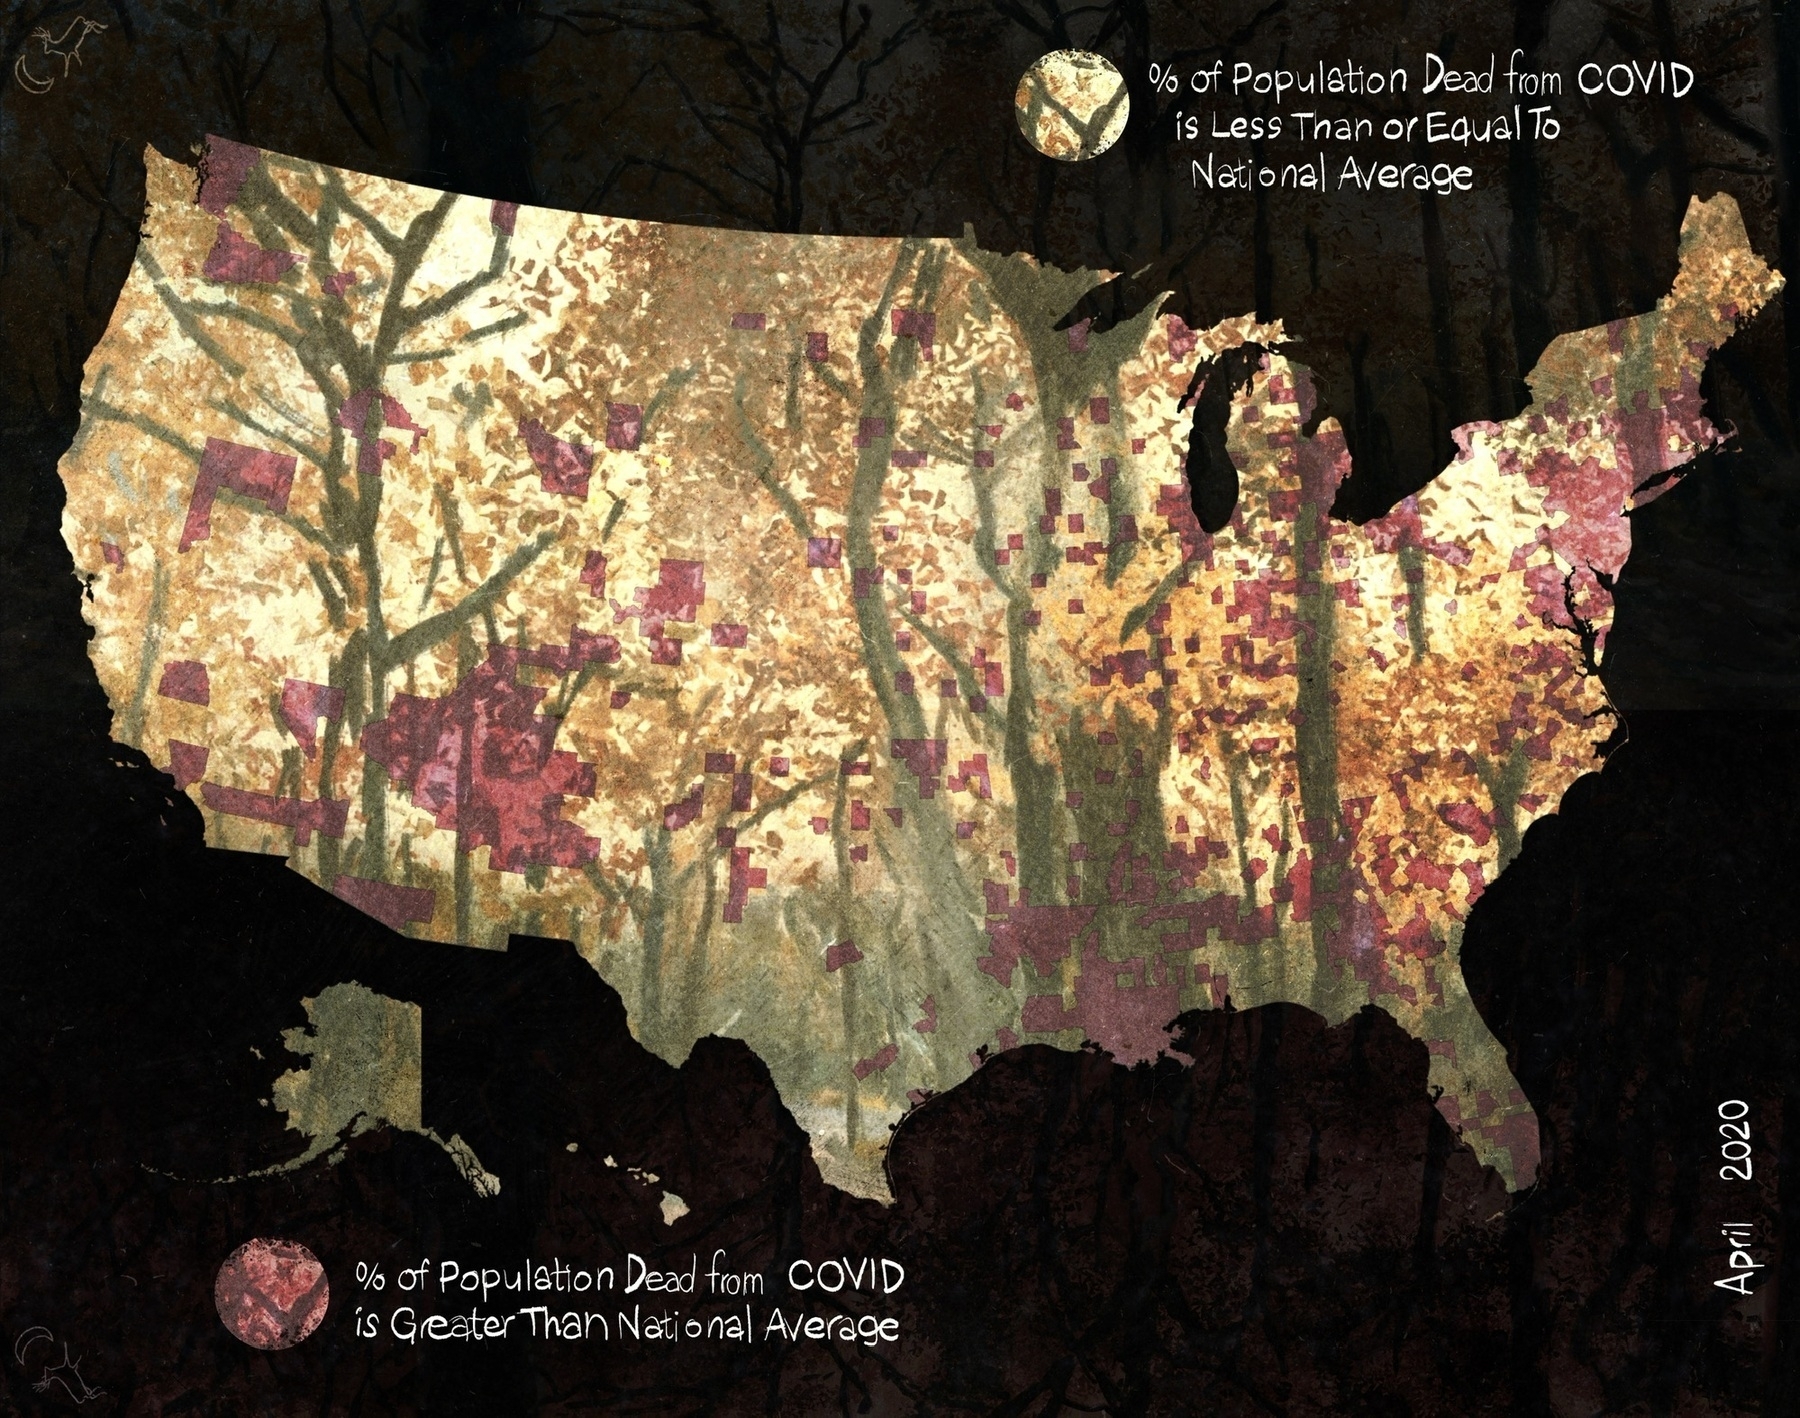 % of Population Dead from COVID
is Less Than or Equal To
National Average
% of Population Dead from COVID
is Greater Than National Average
April 2020